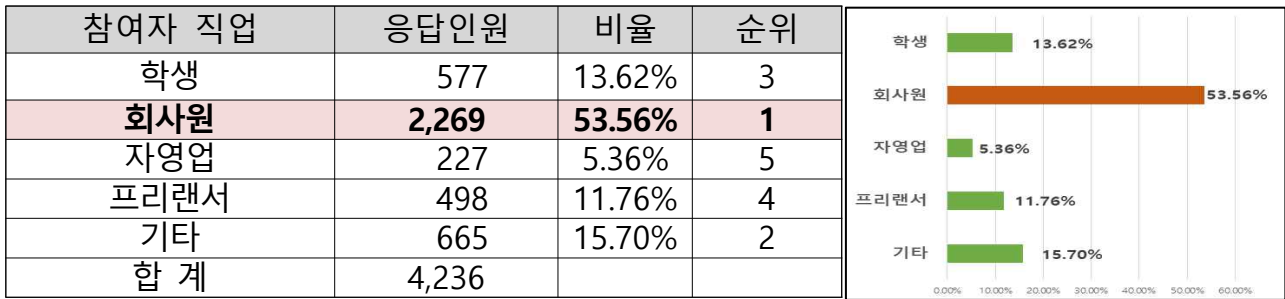 참여자 직업 응답인원 비율 순위
학생 577 13.62% 3
회사원 2,269 53.56% 1
자영업 227 5.36% 5
프리랜서 498 11.76% 4
기타 665 15.70% 2
합 계 4,236
학생 13.62%
회사원 53.56%
자영업 5.36%
프리랜서 11.76%
기타 15.70%
0.00% 10.00% 20.00% 30.00% 40.00% 50.00% 60.00%